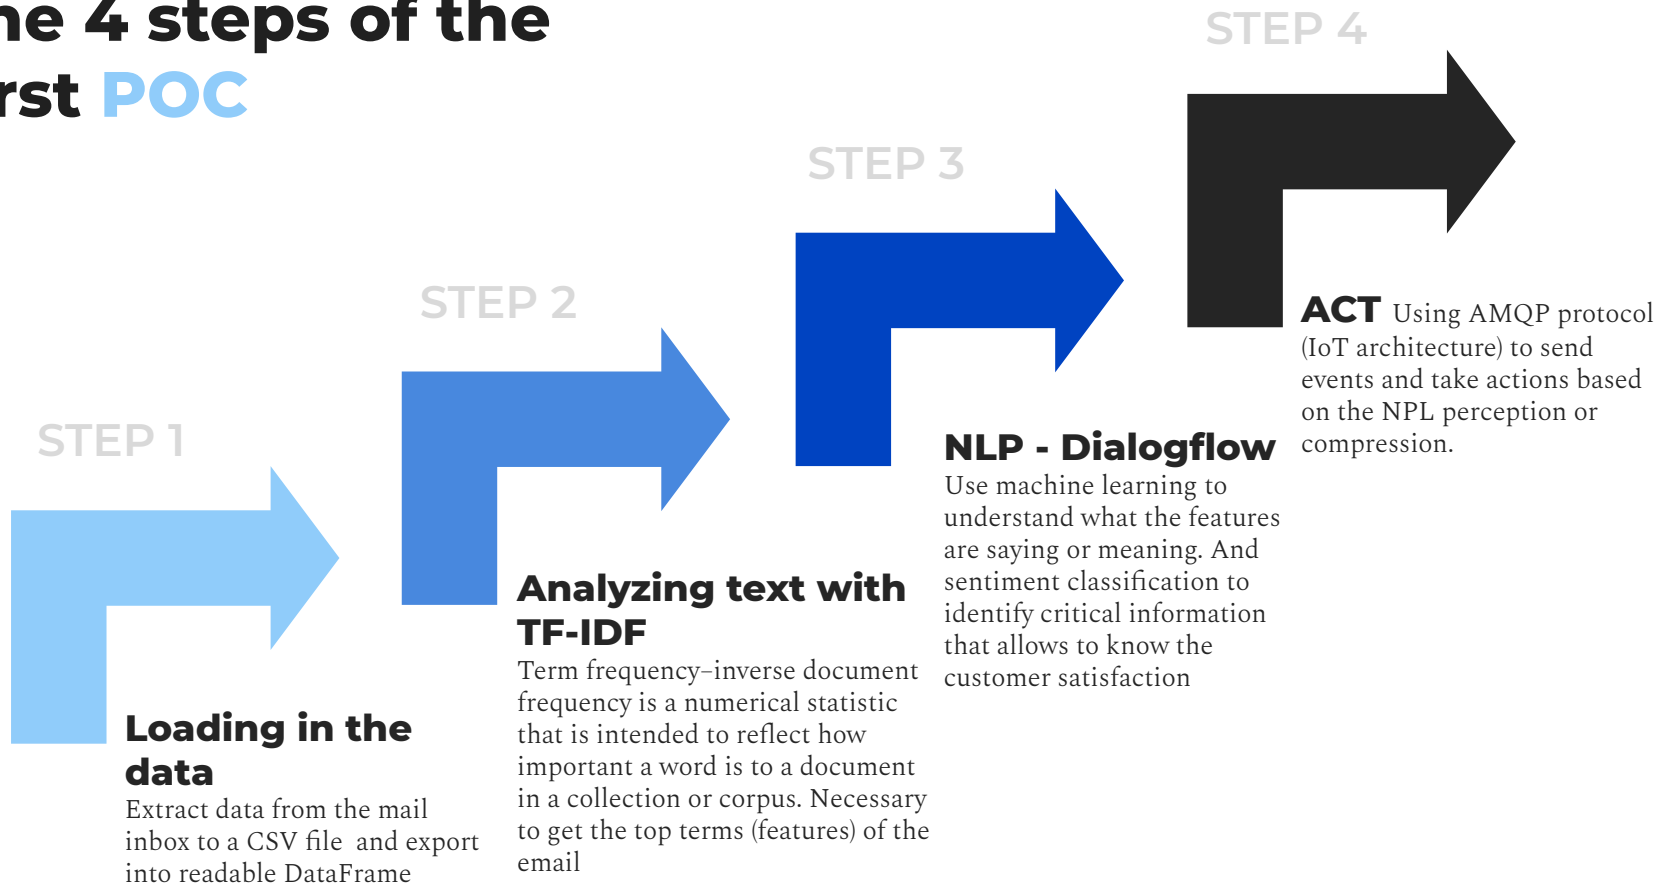 ne 4 steps of the
rst POC
STEP 1
Loading in the
data
Extract data from the mail
inbox to a CSV file and export
into readable DataFrame
STEP 2
Analyzing text with
TF-IDF
Term frequency–inverse document
frequency is a numerical statistic
that is intended to reflect how
important a word is to a document
in a collection or corpus. Necessary
to get the top terms (features) of the
email
STEP 3
NLP - Dialogflow
Use machine learning to
understand what the features
are saying or meaning. And
sentiment classification to
identify critical information
that allows to know the
customer satisfaction
STEP 4
ACT Using AMQP protocol
(IoT architecture) to send
events and take actions based
on the NPL perception or
compression.